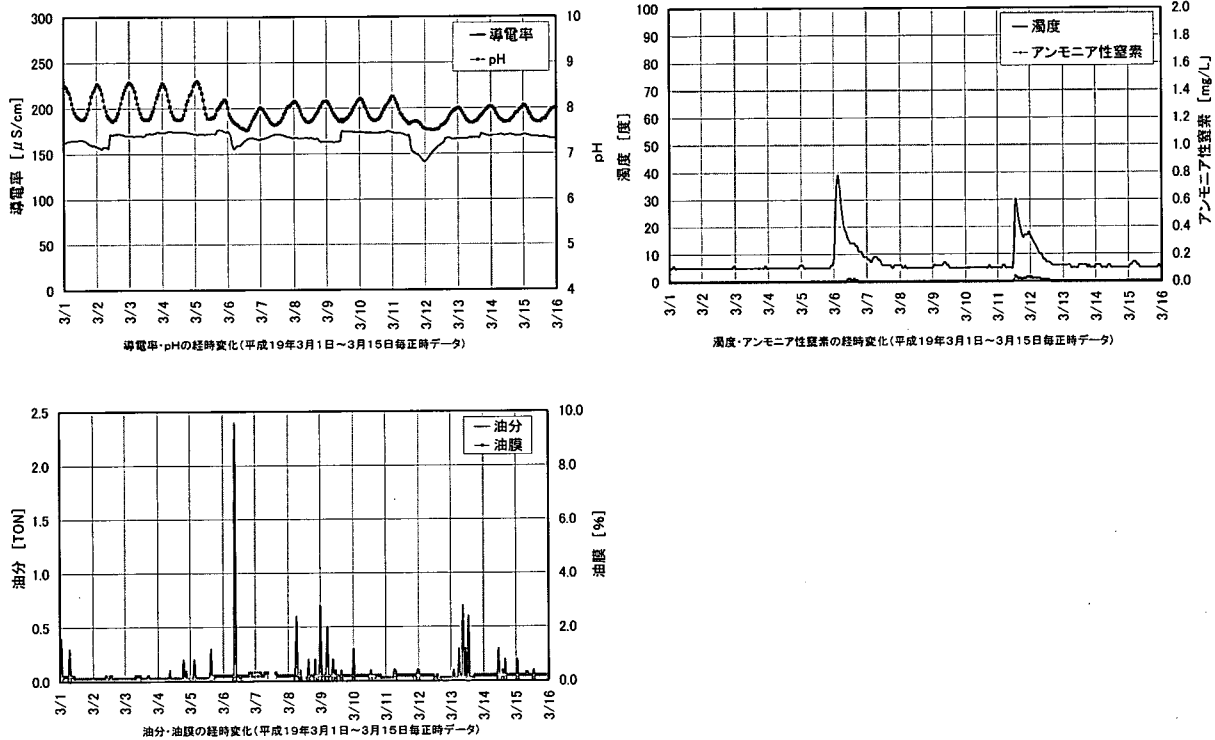 300
250
200
150
100
50
0
導電率 [μS/cm]
10
9
8
7
6
5
4
pH
導電率
pH
3/1 3/2 3/3 3/4 3/5 3/6 3/7 3/8 3/9 3/10 3/11 3/12 3/13 3/14 3/15 3/16
導電率・pHの経時変化(平成19年3月1日～3月15日毎正時データ)
100
90
80
70
60
50
40
30
20
10
0
濁度 [度]
2.0
1.8
1.6
1.4
1.2
1.0
0.8
0.6
0.4
0.2
0.0
アンモニア性窒素 [mg/L]
濁度
アンモニア性窒素
3/1 3/2 3/3 3/4 3/5 3/6 3/7 3/8 3/9 3/10 3/11 3/12 3/13 3/14 3/15 3/16
濁度・アンモニア性窒素の経時変化(平成19年3月1日～3月15日毎正時データ)
2.5
2.0
1.5
1.0
0.5
0.0
油分 [TON]
10.0
8.0
6.0
4.0
2.0
0.0
油膜 [%]
油分
油膜
3/1 3/2 3/3 3/4 3/5 3/6 3/7 3/8 3/9 3/10 3/11 3/12 3/13 3/14 3/15 3/16
油分・油膜の経時変化(平成19年3月1日～3月15日毎正時データ)